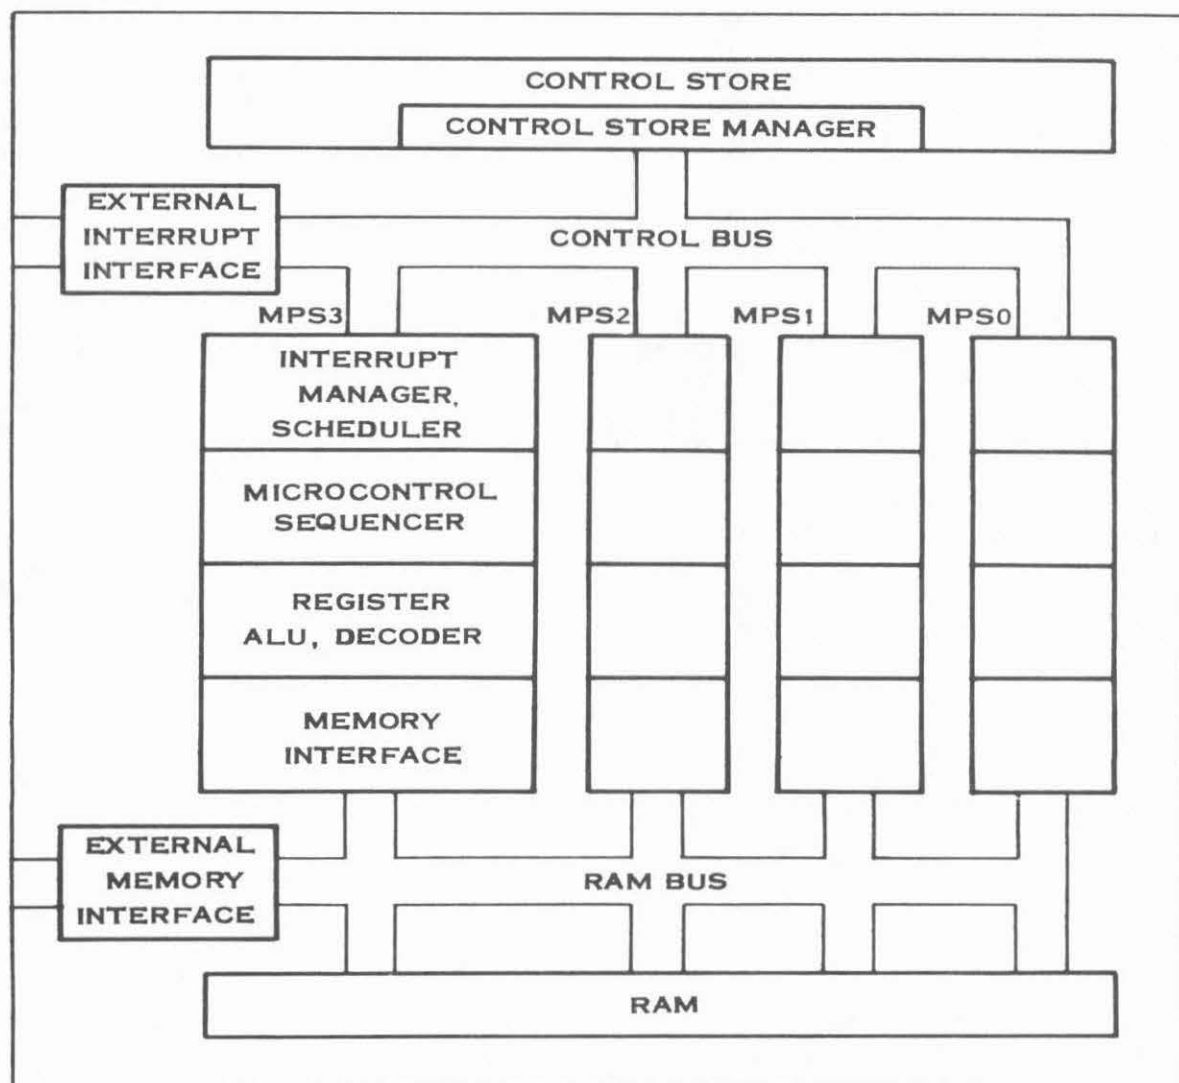 CONTROL STORE
CONTROL STORE MANAGER
EXTERNAL
INTERRUPT
INTERFACE
CONTROL BUS
MPS3
MPS2
MPS1
MPS0
INTERRUPT
MANAGER,
SCHEDULER
MICROCONTROL
SEQUENCER
REGISTER
ALU, DECODER
MEMORY
INTERFACE
EXTERNAL
MEMORY
INTERFACE
RAM BUS
RAM